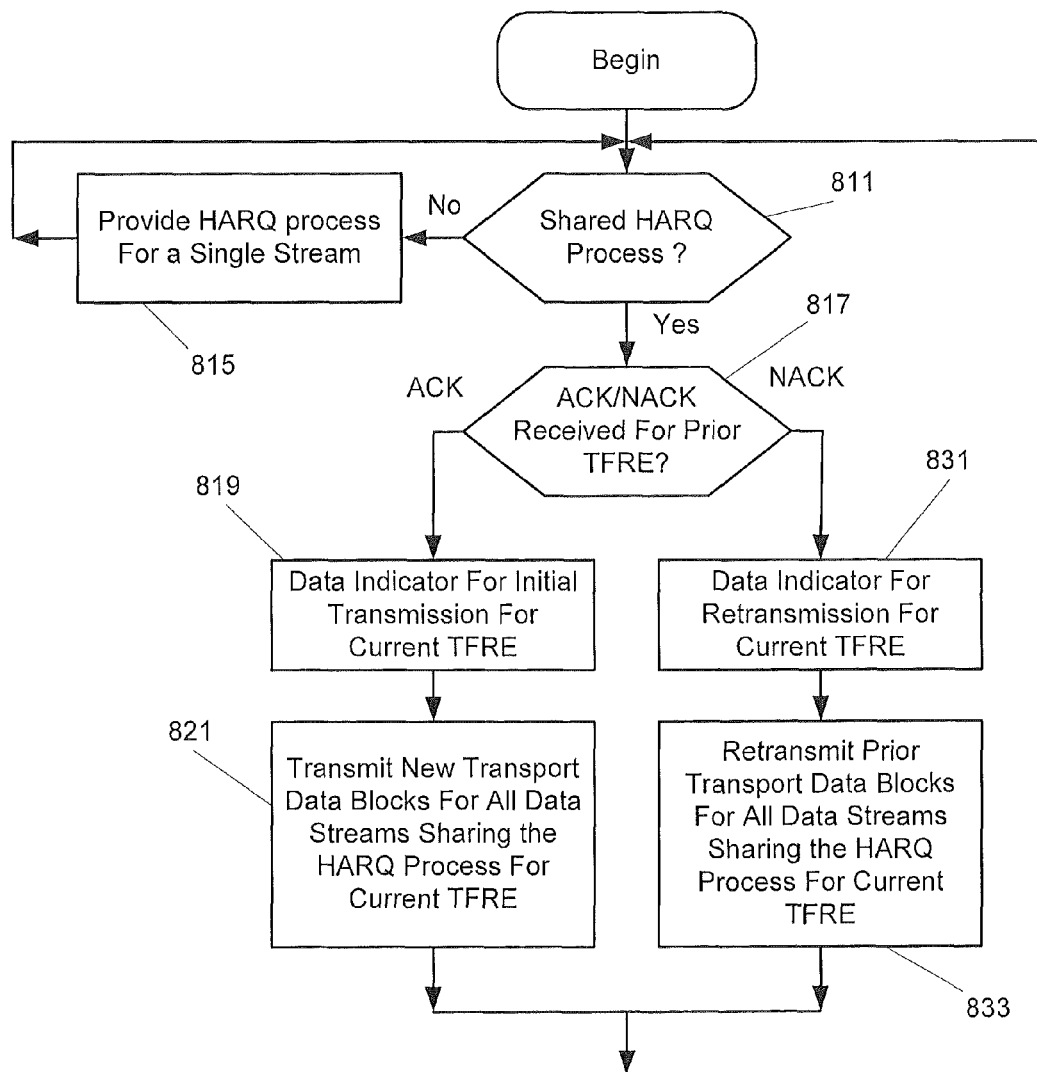 Begin
811
Shared HARQ
Process ?
No
Provide HARQ process
For a Single Stream
815
Yes
817
ACK
NACK
ACK/NACK
Received For Prior
TFRE?
819
831
Data Indicator For Initial
Transmission For
Current TFRE
Data Indicator For
Retransmission For
Current TFRE
821
Transmit New Transport
Data Blocks For All Data
Streams Sharing the
HARQ Process For
Current TFRE
Retransmit Prior
Transport Data Blocks
For All Data Streams
Sharing the HARQ
Process For Current
TFRE
833